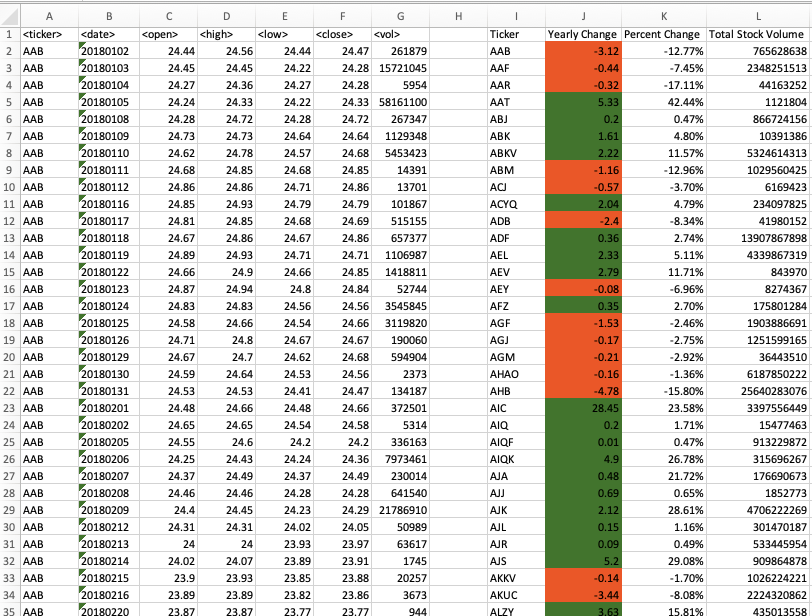 A B C D E F G H I J K L
1 <ticker> <date> <open> <high> <low> <close> <vol> Ticker Yearly Change Percent Change Total Stock Volume
2 AAB 20180102 24.44 24.56 24.44 24.47 261879 AAB -3.12 -12.77% 765628638
3 AAB 20180103 24.45 24.45 24.22 24.28 15721045 AAF -0.44 -7.45% 2348251513
4 AAB 20180104 24.27 24.36 24.27 24.28 5954 AAR -0.32 -17.11% 44163252
5 AAB 20180105 24.24 24.33 24.22 24.33 58161100 AAT 5.33 42.44% 1121804
6 AAB 20180108 24.28 24.72 24.28 24.72 267347 ABJ 0.2 0.47% 866724156
7 AAB 20180109 24.73 24.73 24.64 24.64 1129348 ABK 1.61 4.80% 10391386
8 AAB 20180110 24.62 24.78 24.57 24.68 5453423 ABKV 2.22 11.57% 5324614313
9 AAB 20180111 24.68 24.85 24.68 24.85 14391 ABM -1.16 -12.96% 1029560425
10 AAB 20180112 24.86 24.86 24.71 24.86 13701 ACJ -0.57 -3.70% 6169423
11 AAB 20180116 24.85 24.93 24.79 24.79 101867 ACYQ 2.04 4.79% 234097825
12 AAB 20180117 24.81 24.85 24.68 24.69 515155 ADB -2.4 -8.34% 41980152
13 AAB 20180118 24.67 24.86 24.67 24.86 657377 ADF 0.36 2.74% 13907867898
14 AAB 20180119 24.89 24.93 24.71 24.71 1106987 AEL 2.33 5.11% 4339867319
15 AAB 20180122 24.66 24.9 24.66 24.85 1418811 AEV 2.79 11.71% 843970
16 AAB 20180123 24.87 24.94 24.8 24.84 52744 AEY -0.08 -6.96% 8274367
17 AAB 20180124 24.83 24.83 24.56 24.56 3545845 AFZ 0.35 2.70% 175801284
18 AAB 20180125 24.58 24.66 24.54 24.66 3119820 AGF -1.53 -2.46% 1903886691
19 AAB 20180126 24.71 24.8 24.67 24.67 190060 AGJ -0.17 -2.75% 1251599165
20 AAB 20180129 24.67 24.7 24.62 24.68 594904 AGM -0.21 -2.92% 36443510
21 AAB 20180130 24.59 24.64 24.53 24.56 2373 AHAO -0.16 -1.36% 6187850222
22 AAB 20180131 24.53 24.53 24.41 24.47 134187 AHB -4.78 -15.80% 25640283076
23 AAB 20180201 24.48 24.66 24.48 24.66 372501 AIC 28.45 23.58% 3397556449
24 AAB 20180202 24.65 24.65 24.54 24.58 5314 AIQ 0.2 1.71% 15477463
25 AAB 20180205 24.55 24.6 24.2 24.2 336163 AIQF 0.01 0.47% 913229872
26 AAB 20180206 24.25 24.43 24.24 24.36 7973461 AIQK 4.9 26.78% 315696267
27 AAB 20180207 24.37 24.49 24.37 24.49 230014 AJA 0.48 21.72% 176690673
28 AAB 20180208 24.46 24.46 24.28 24.28 641540 AJJ 0.69 0.65% 1852773
29 AAB 20180209 24.4 24.45 24.23 24.29 21786910 AJK 2.12 28.61% 4706222269
30 AAB 20180212 24.31 24.31 24.02 24.05 50989 AJL 0.15 1.16% 301470187
31 AAB 20180213 24 24 23.93 23.97 63617 AJR 0.09 0.49% 533445954
32 AAB 20180214 24.02 24.07 23.89 23.91 1745 AJS 5.2 29.08% 909864878
33 AAB 20180215 23.9 23.93 23.85 23.88 20257 AKKV -0.14 -1.70% 1026224221
34 AAB 20180216 23.89 23.89 23.82 23.86 3673 AKUC -3.44 -8.08% 2224320862
35 AAB 20180220 23.87 23.87 23.77 23.77 944 ALZY 3.63 15.81% 435013558